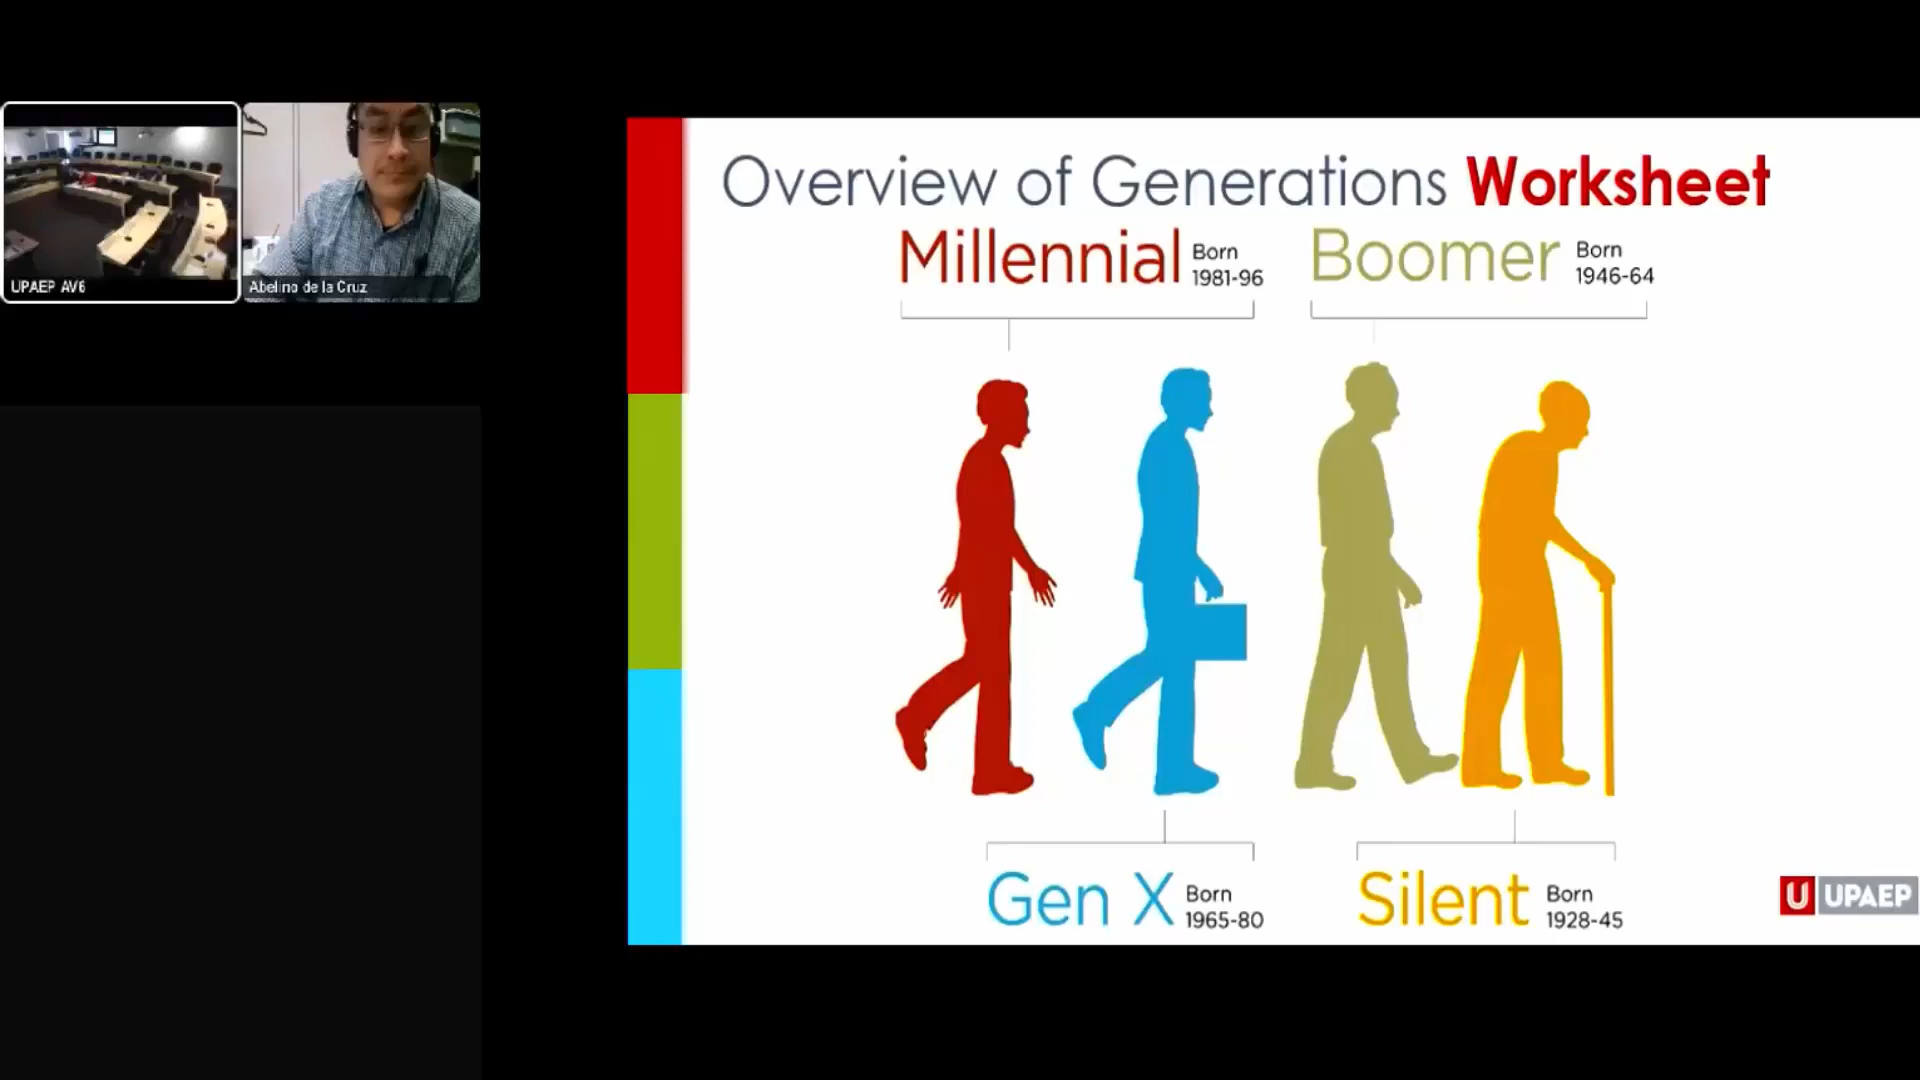 UPAEP AV6
Abelino de la Cruz
Overview of Generations Worksheet
Millennial Born 1981-96
Boomer Born 1946-64
Gen X Born 1965-80
Silent Born 1928-45
U UPAEP